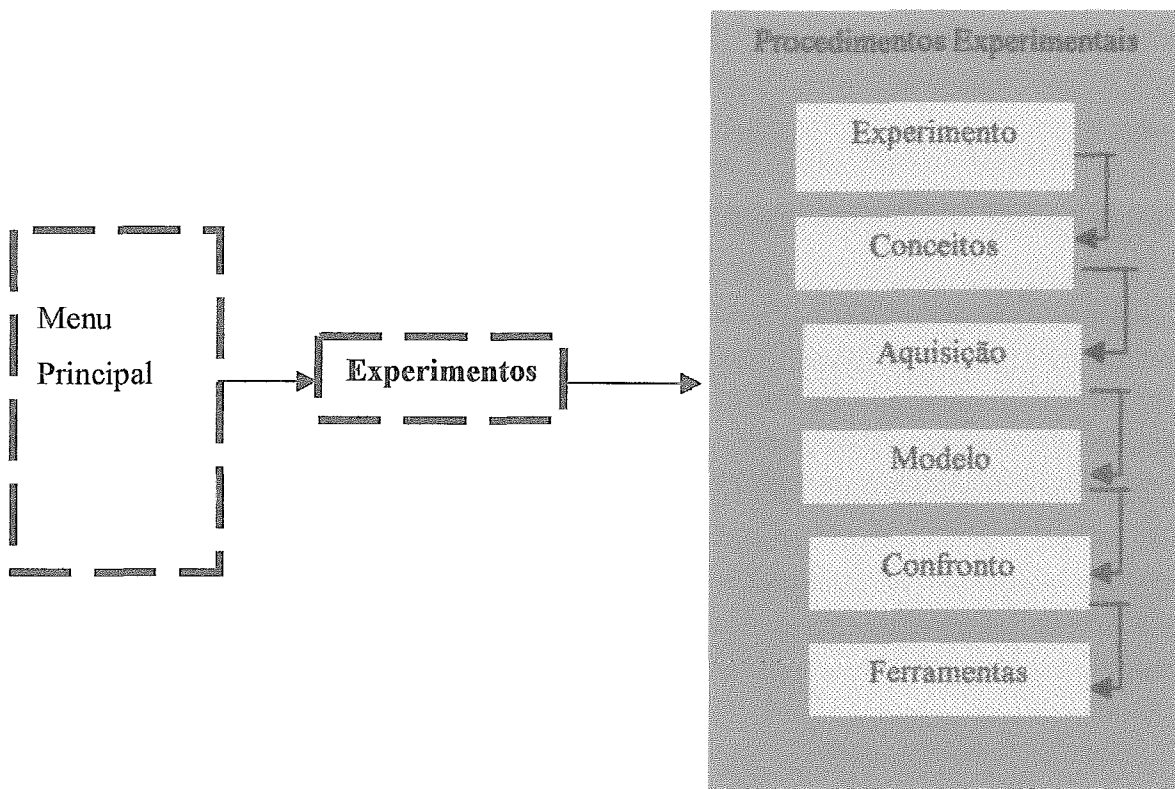 Procedimentos Experimentais
Experimento
Conceitos
Menu
Principal
Experimentos
Aquisição
Modelo
Confronto
Ferramentas